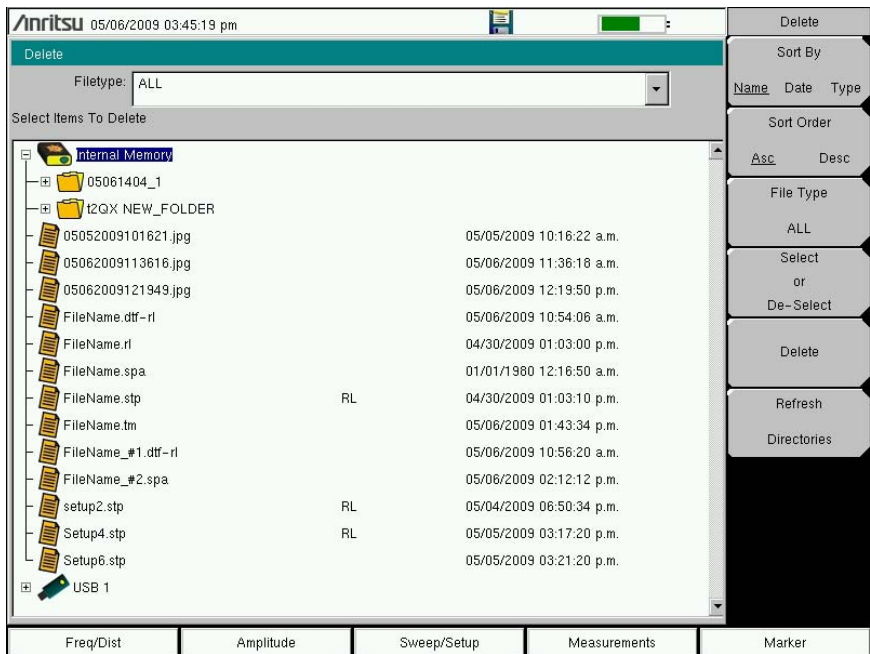 Anritsu 05/06/2009 03:45:19 pm
Delete
Filetype: ALL
Select Items To Delete
Internal Memory
05061404_1
t2QX NEW_FOLDER
05052009101621.jpg 05/05/2009 10:16:22 a.m.
05062009113616.jpg 05/06/2009 11:36:18 a.m.
05062009121949.jpg 05/06/2009 12:19:50 p.m.
FileName.dtf-rl 05/06/2009 10:54:06 a.m.
FileName.rl 04/30/2009 01:03:00 p.m.
FileName.spa 01/01/1980 12:16:50 a.m.
FileName.stp RL 04/30/2009 01:03:10 p.m.
FileName.tm 05/06/2009 01:43:34 p.m.
FileName_#1.dtf-rl 05/06/2009 10:56:20 a.m.
FileName_#2.spa 05/06/2009 02:12:12 p.m.
setup2.stp RL 05/04/2009 06:50:34 p.m.
Setup4.stp RL 05/05/2009 03:17:20 p.m.
Setup6.stp 05/05/2009 03:21:20 p.m.
USB 1
Delete
Sort By
Name Date Type
Sort Order
Asc Desc
File Type
ALL
Select
or
De-Select
Delete
Refresh
Directories
Freq/Dist Amplitude Sweep/Setup Measurements Marker